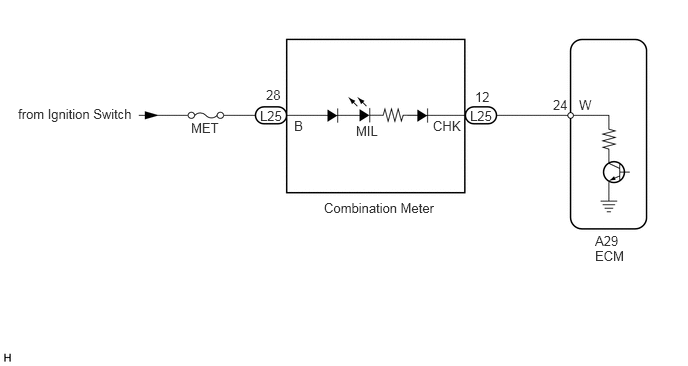 from Ignition Switch
MET
28
L25
B
MIL
CHK
12
L25
24
W
Combination Meter
A29
ECM
H